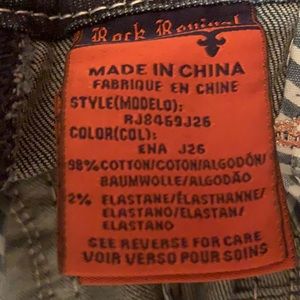 Rock Revival
MADE IN CHINA
FABRIQUE EN CHINE
STYLE(MODELO):
RJ8469J26
COLOR(COL):
ENA J26
98%COTTON/COTON/ALGODÓN/
BAUMWOLLE/ALGODÃO
2% ELASTANE/ÉLASTHANNE/
ELASTANO/ELASTAN/
ELASTANO
SEE REVERSE FOR CARE
VOIR VERSO POUR SOINS